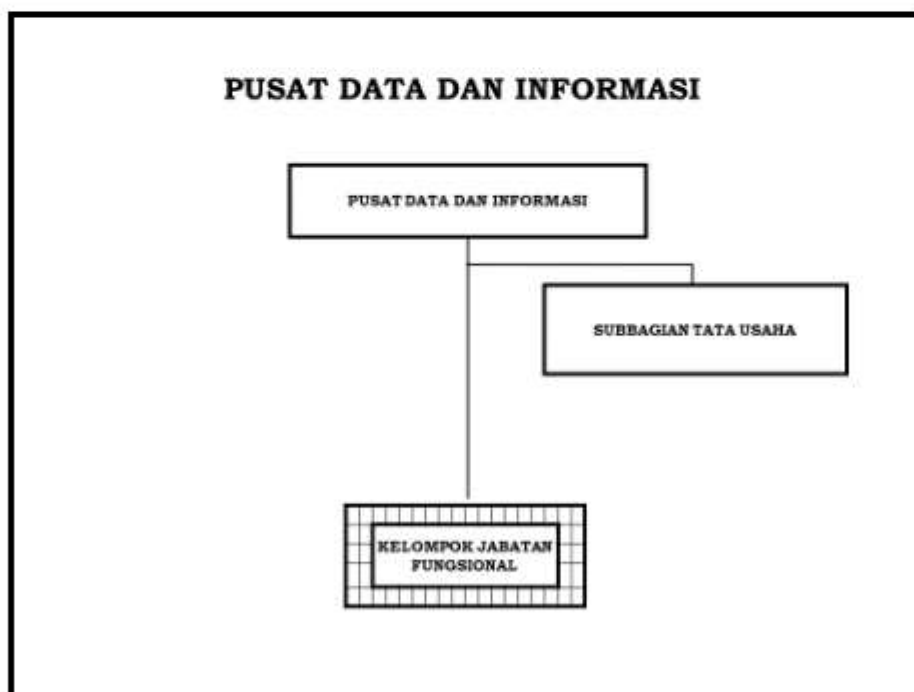 PUSAT DATA DAN INFORMASI
PUSAT DATA DAN INFORMASI
SUBBAGIAN TATA USAHA
KELOMPOK JABATAN
FUNGSIONAL